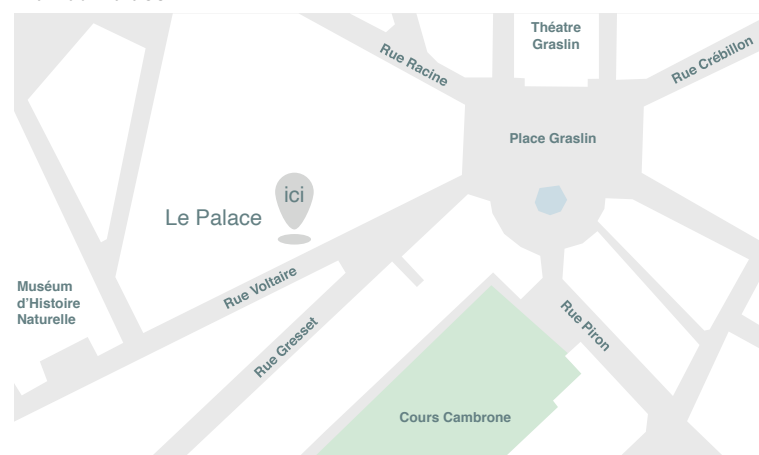 Théatre
Graslin
Rue Racine
Rue Crébillon
Place Graslin
ici
Le Palace
Rue Voltaire
Muséum
d'Histoire
Naturelle
Rue Gresset
Rue Piron
Cours Cambrone